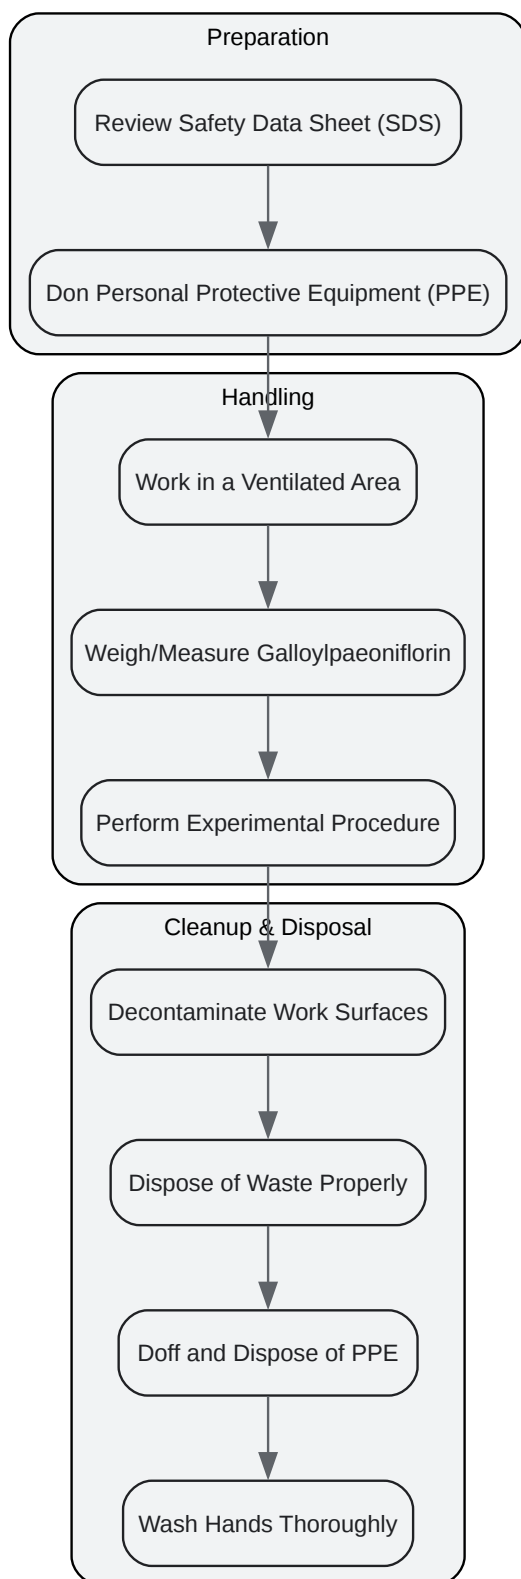 Preparation
Review Safety Data Sheet (SDS)
Don Personal Protective Equipment (PPE)
Handling
Work in a Ventilated Area
Weigh/Measure Galloylpaeoniflorin
Perform Experimental Procedure
Cleanup & Disposal
Decontaminate Work Surfaces
Dispose of Waste Properly
Doff and Dispose of PPE
Wash Hands Thoroughly